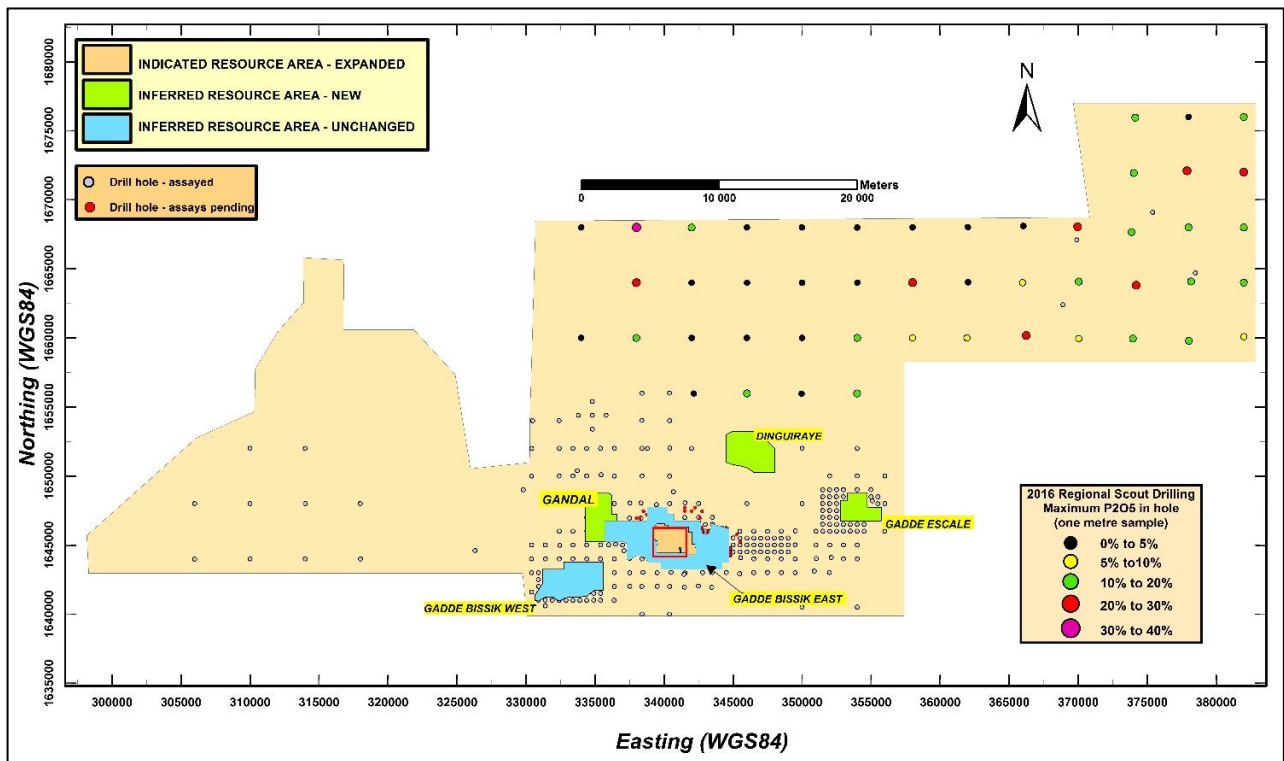 INDICATED RESOURCE AREA - EXPANDED
INFERRED RESOURCE AREA - NEW
INFERRED RESOURCE AREA - UNCHANGED
Drill hole - assayed
Drill hole - assays pending
N
Meters
0
10 000
20 000
1680000
1675000
1670000
1665000
1660000
1655000
1650000
1645000
1640000
1635000
Northing (WGS84)
DINGUIRAYE
GANDAL
GADDE ESCALE
GADDE BISSIK WEST
GADDE BISSIK EAST
2016 Regional Scout Drilling
Maximum P2O5 in hole
(one metre sample)
0% to 5%
5% to10%
10% to 20%
20% to 30%
30% to 40%
300000 305000 310000 315000 320000 325000 330000 335000 340000 345000 350000 355000 360000 365000 370000 375000 380000
Easting (WGS84)